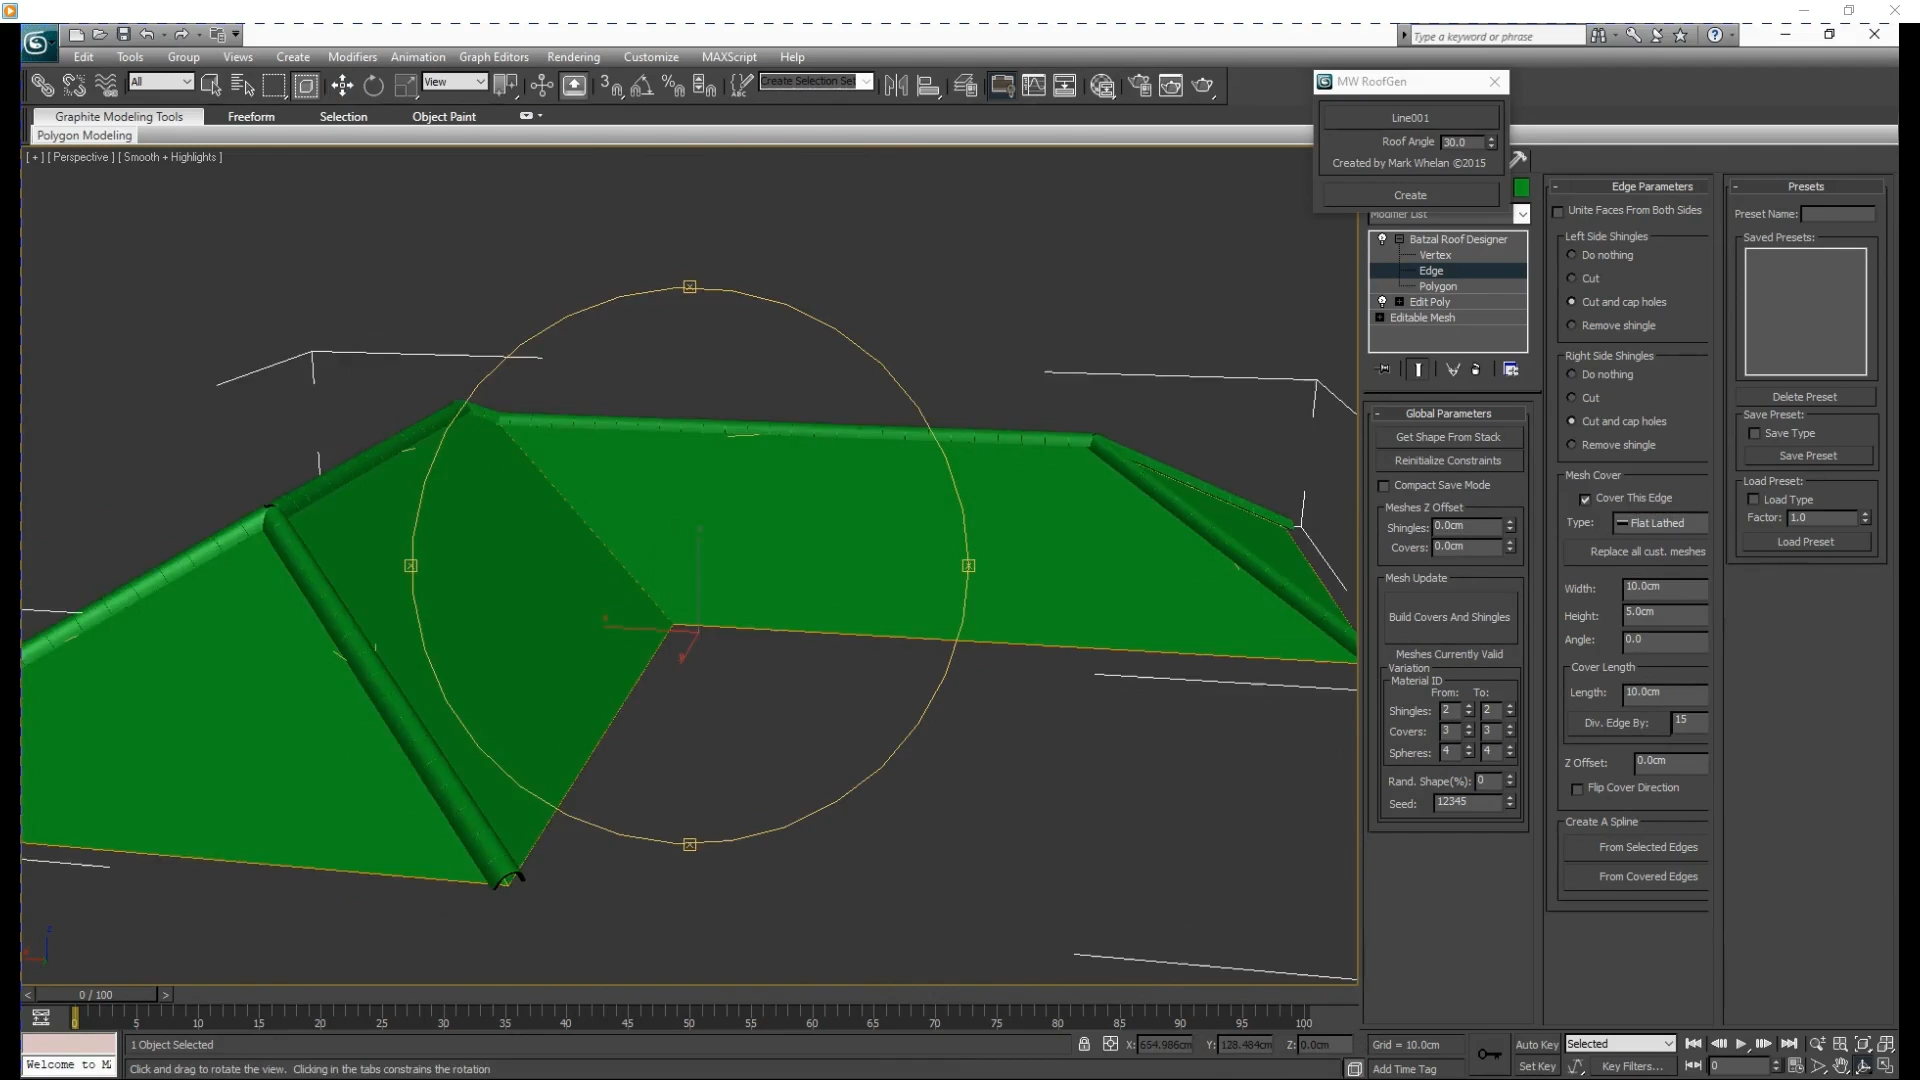 Type a keyword or phrase
Edit Tools Group Views Create Modifiers Animation Graph Editors Rendering Customize MAXScript Help
All
View
Create Selection Set
MW RoofGen
Line001
Roof Angle 30.0
Created by Mark Whelan ©2015
Create
Graphite Modeling Tools Freeform Selection Object Paint
Polygon Modeling
[ + ] [ Perspective ] [ Smooth + Highlights ]
Modifier List
Batzal Roof Designer
Vertex
Edge
Polygon
Edit Poly
Editable Mesh
Global Parameters
Get Shape From Stack
Reinitialize Constraints
Compact Save Mode
Meshes Z Offset
Shingles: 0.0cm
Covers: 0.0cm
Mesh Update
Build Covers And Shingles
Meshes Currently Valid
Variation
Material ID
From: To:
Shingles: 2 2
Covers: 3 3
Spheres: 4 4
Rand. Shape(%): 0
Seed: 12345
Edge Parameters
Unite Faces From Both Sides
Left Side Shingles
Do nothing
Cut
Cut and cap holes
Remove shingle
Right Side Shingles
Do nothing
Cut
Cut and cap holes
Remove shingle
Mesh Cover
Cover This Edge
Type: Flat Lathed
Replace all cust. meshes
Width: 10.0cm
Height: 5.0cm
Angle: 0.0
Cover Length
Length: 10.0cm
Div. Edge By: 15
Z Offset: 0.0cm
Flip Cover Direction
Create A Spline
From Selected Edges
From Covered Edges
Presets
Preset Name:
Saved Presets:
Delete Preset
Save Preset:
Save Type
Save Preset
Load Preset:
Load Type
Factor: 1.0
Load Preset
z
y
0 / 100
0 5 10 15 20 25 30 35 40 45 50 55 60 65 70 75 80 85 90 95 100
1 Object Selected
X: 654.986cm Y: 128.484cm Z: 0.0cm
Grid = 10.0cm
Auto Key
Selected
Welcome to M
Click and drag to rotate the view. Clicking in the tabs constrains the rotation
Add Time Tag
Set Key
Key Filters...
0